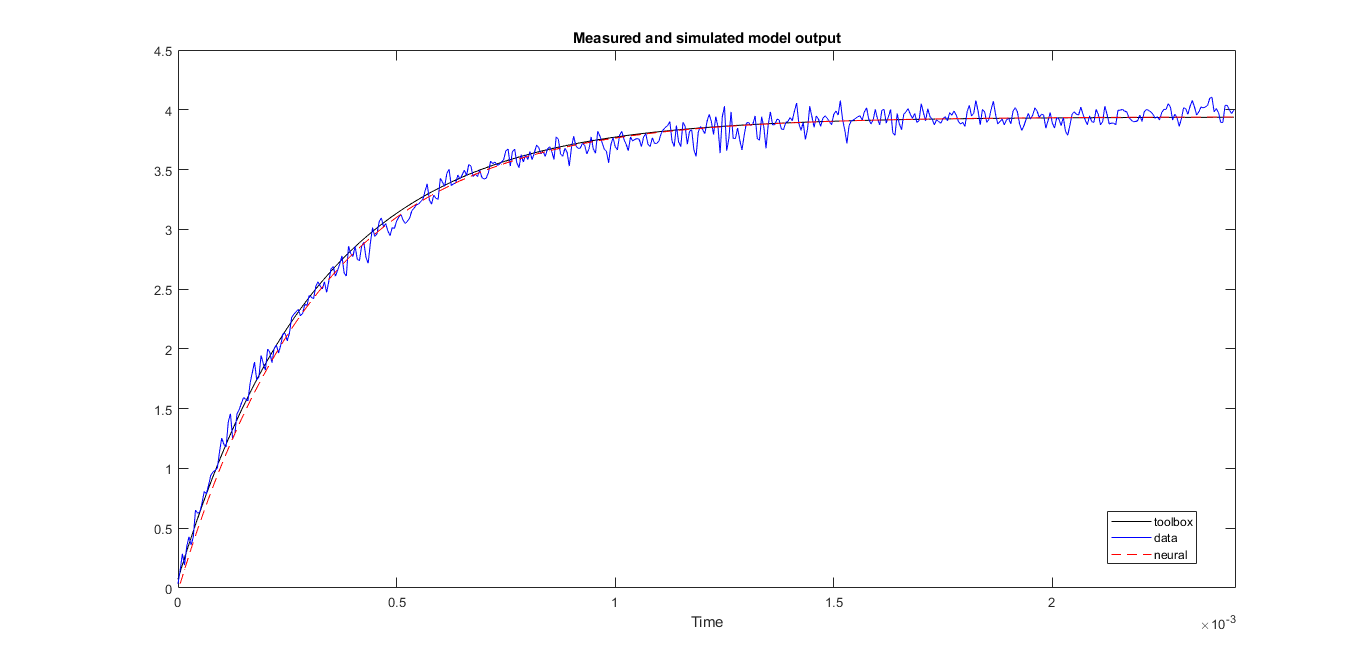 Measured and simulated model output
4.5
4
3.5
3
2.5
2
1.5
1
0.5
0
0 0.5 1 1.5 2
×10-3
Time
toolbox
data
neural